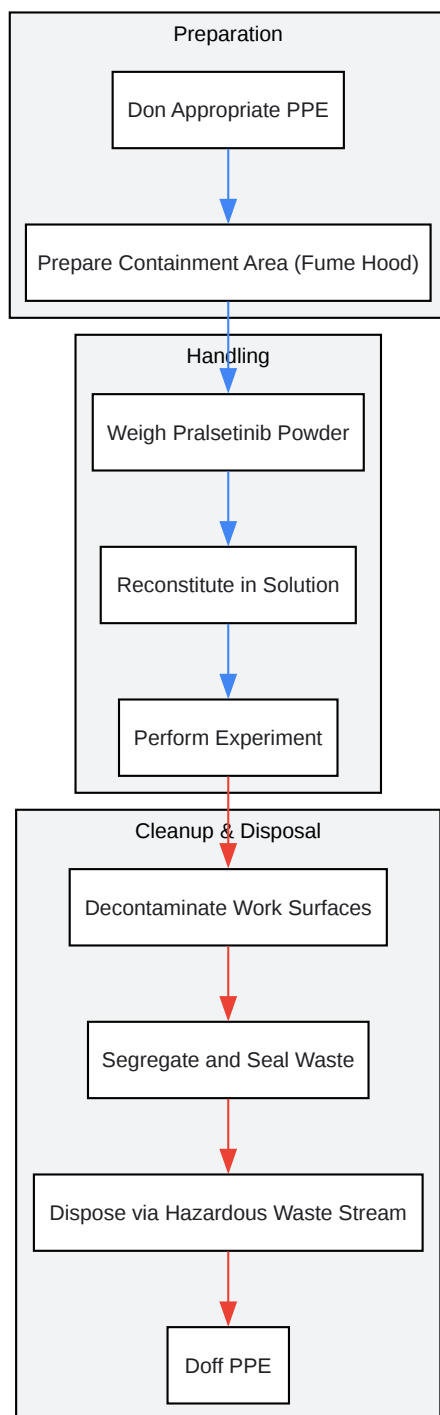 Preparation
Don Appropriate PPE
Prepare Containment Area (Fume Hood)
Handling
Weigh Pralsetinib Powder
Reconstitute in Solution
Perform Experiment
Cleanup & Disposal
Decontaminate Work Surfaces
Segregate and Seal Waste
Dispose via Hazardous Waste Stream
Doff PPE